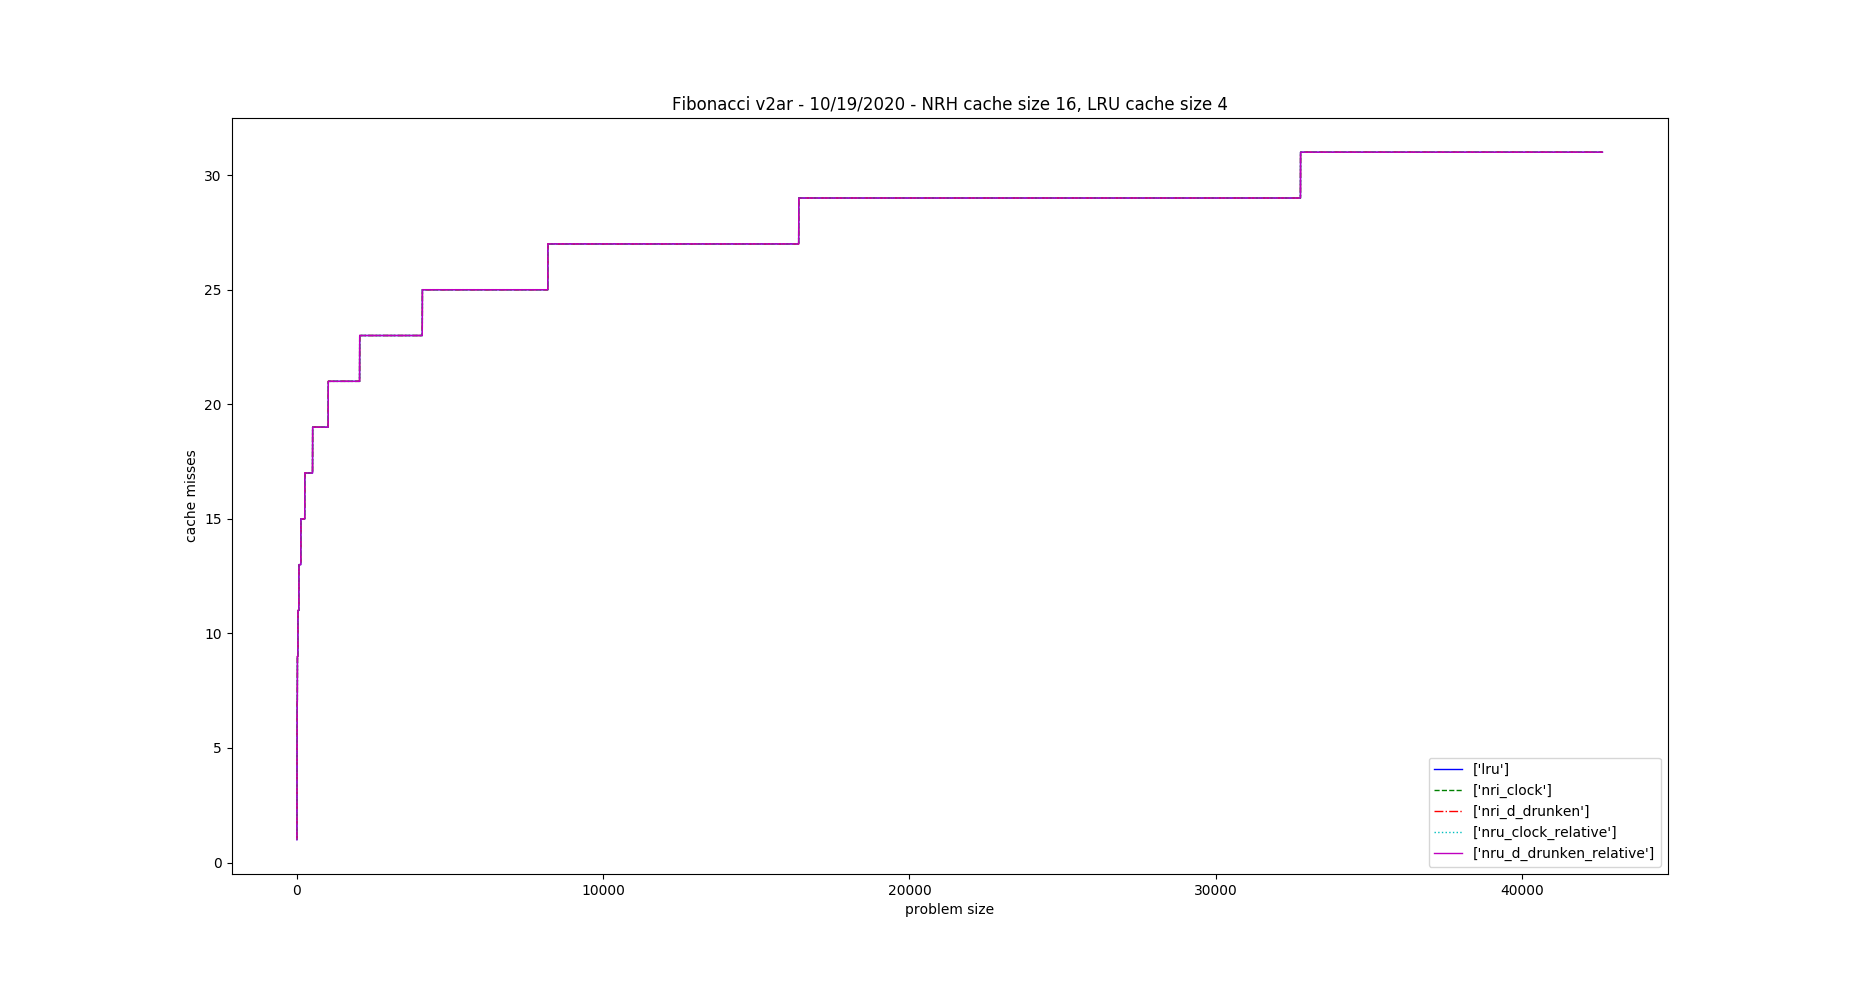 Fibonacci v2ar - 10/19/2020 - NRH cache size 16, LRU cache size 4
30
25
20
15
10
5
0
cache misses
0 10000 20000 30000 40000
problem size
['lru']
['nri_clock']
['nri_d_drunken']
['nru_clock_relative']
['nru_d_drunken_relative']